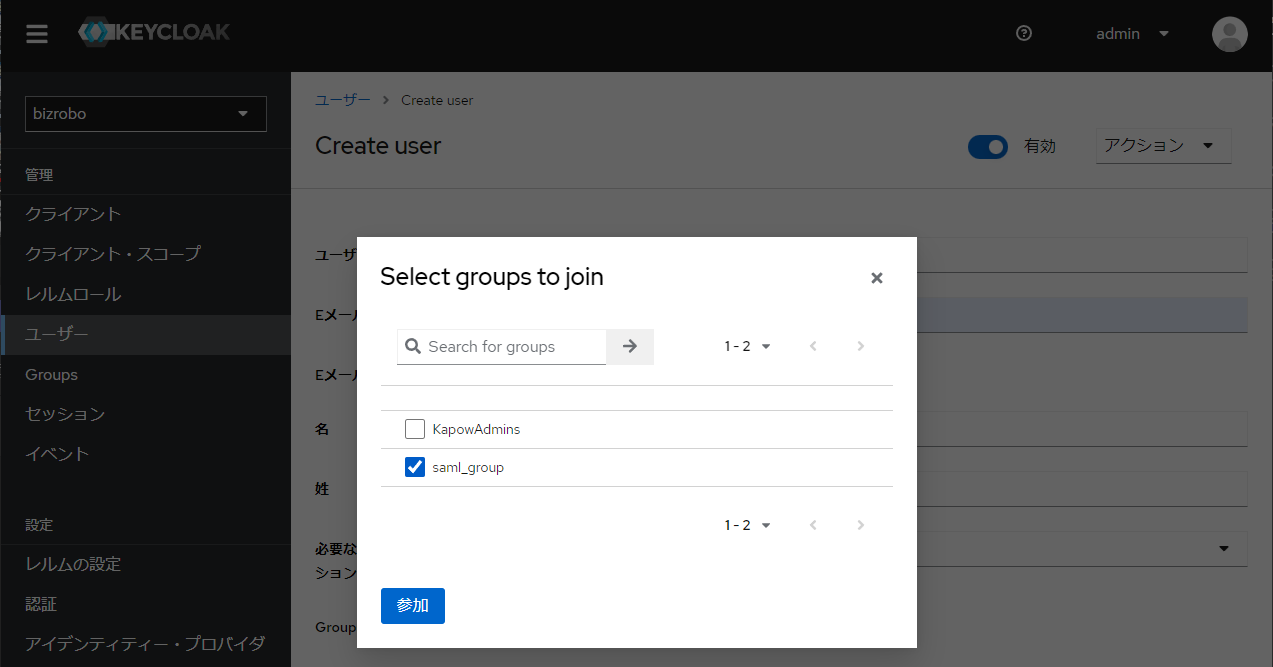 KEYCLOAK
admin
bizrobo
管理
クライアント
クライアント・スコープ
レルムロール
ユーザー
Groups
セッション
イベント
設定
レルムの設定
認証
アイデンティティー・プロバイダ
ユーザー > Create user
Create user
有効
アクション
ユーザ
Eメール
Eメール
名
姓
必要な
ション
Group
Select groups to join
Search for groups
1 - 2
KapowAdmins
saml_group
1 - 2
参加